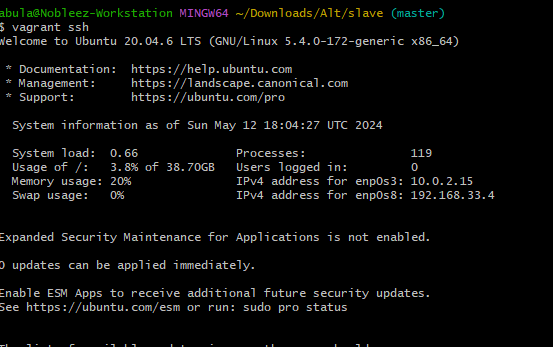 abula@Nobleez-Workstation MINGW64 ~/Downloads/Alt/slave (master)
$ vagrant ssh
Welcome to Ubuntu 20.04.6 LTS (GNU/Linux 5.4.0-172-generic x86_64)
* Documentation: https://help.ubuntu.com
* Management: https://landscape.canonical.com
* Support: https://ubuntu.com/pro
System information as of Sun May 12 18:04:27 UTC 2024
System load: 0.66 Processes: 119
Usage of /: 3.8% of 38.70GB Users logged in: 0
Memory usage: 20% IPv4 address for enp0s3: 10.0.2.15
Swap usage: 0% IPv4 address for enp0s8: 192.168.33.4
Expanded Security Maintenance for Applications is not enabled.
0 updates can be applied immediately.
Enable ESM Apps to receive additional future security updates.
See https://ubuntu.com/esm or run: sudo pro status